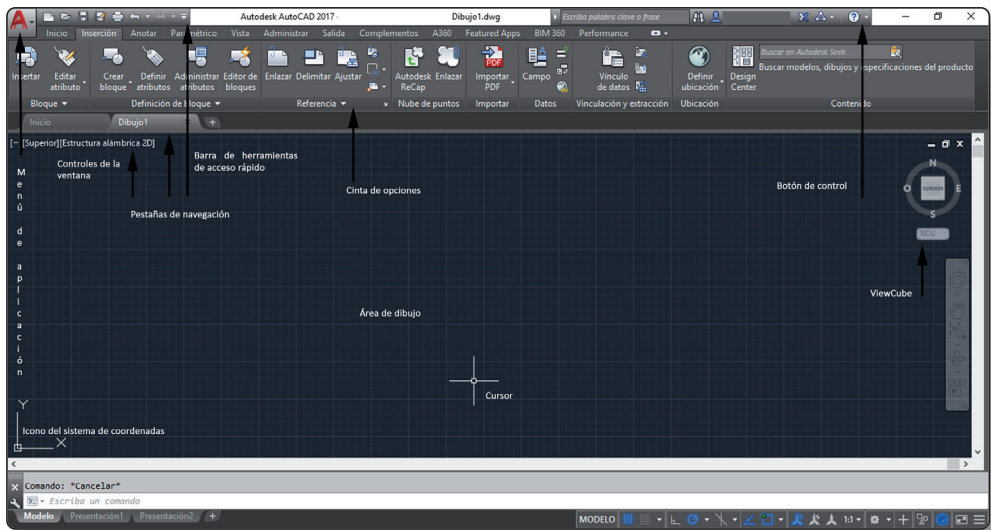 Autodesk AutoCAD 2017 Dibujo1.dwg Escriba palabra clave o frase
Inicio Inserción Anotar Paramétrico Vista Administrar Salida Complementos A360 Featured Apps BIM 360 Performance
Insertar Editar atributo Crear bloque Definir atributos Administrar atributos Editor de bloques Enlazar Delimitar Ajustar Autodesk ReCap Enlazar Importar PDF Campo Vínculo de datos Definir ubicación Design Center
Buscar en Autodesk Seek
Buscar modelos, dibujos y especificaciones del producto
Bloque Definición de bloque Referencia Nube de puntos Importar Datos Vinculación y extracción Ubicación Contenido
Inicio Dibujo1
[−][Superior][Estructura alámbrica 2D]
Menú de aplicación
Controles de la
ventana
Barra de herramientas
de acceso rápido
Pestañas de navegación
Cinta de opciones
Botón de control
N
O SUPERIOR E
S
SCU
ViewCube
Área de dibujo
Cursor
Y
Icono del sistema de coordenadas
X
Comando: *Cancelar*
Escriba un comando
Modelo Presentación1 Presentación2 +
MODELO 1:1